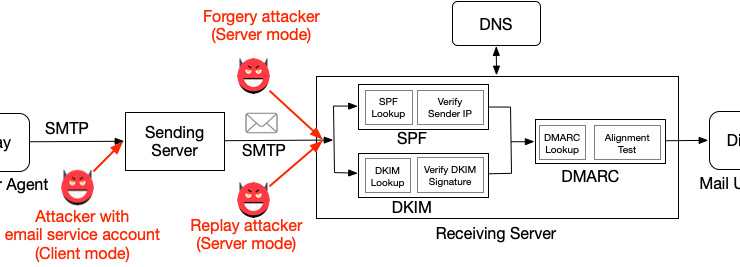 Forgery attacker
(Server mode)
DNS
SMTP
Sending
Server
SMTP
SPF
Lookup
Verify
Sender IP
SPF
DKIM
Lookup
Verify DKIM
Signature
DKIM
DMARC
Lookup
Alignment
Test
DMARC
Receiving Server
Agent
Mail
Attacker with
email service account
(Client mode)
Replay attacker
(Server mode)